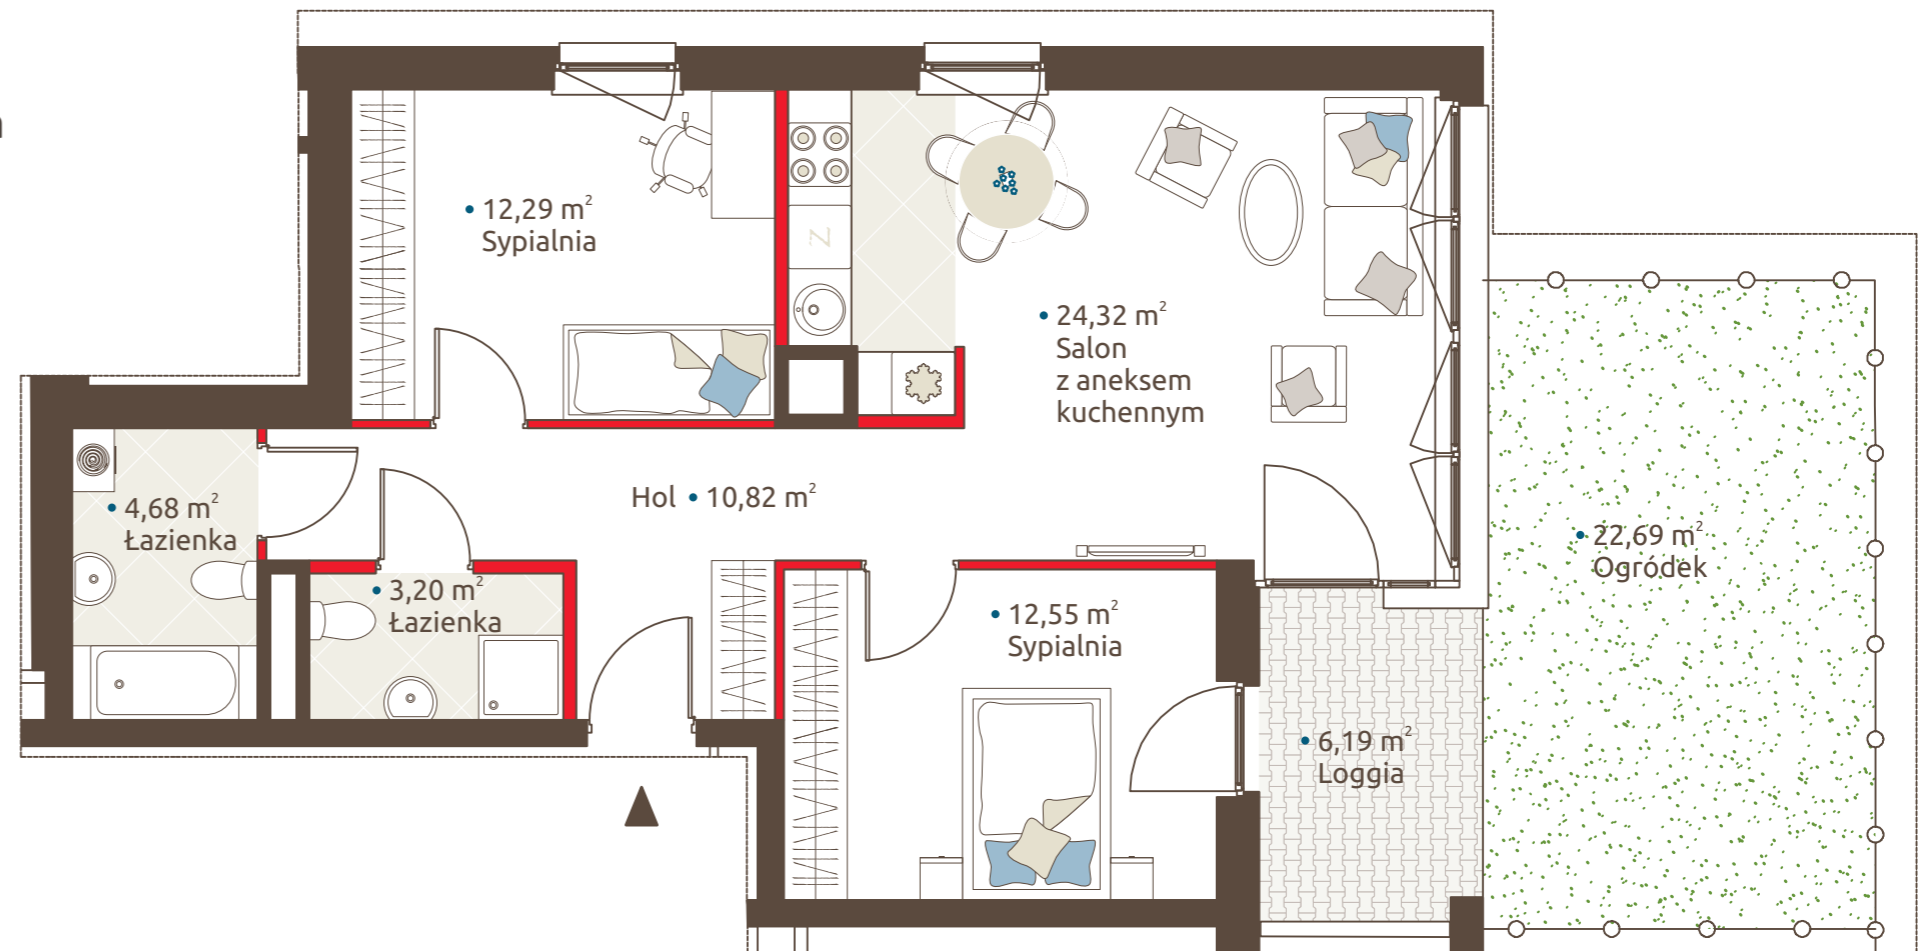 • 12,29 m²
Sypialnia
Z
• 24,32 m²
Salon
z aneksem
kuchennym
Hol • 10,82 m²
• 4,68 m²
Łazienka
• 3,20 m²
Łazienka
• 12,55 m²
Sypialnia
• 22,69 m²
Ogródek
• 6,19 m²
Loggia